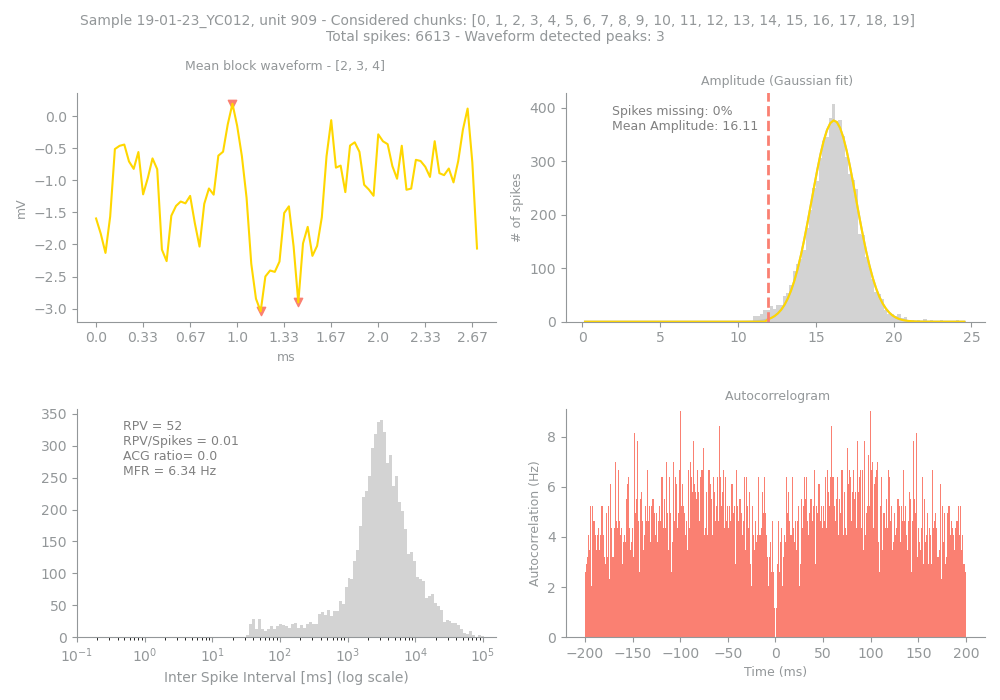 Sample 19-01-23_YC012, unit 909 - Considered chunks: [0, 1, 2, 3, 4, 5, 6, 7, 8, 9, 10, 11, 12, 13, 14, 15, 16, 17, 18, 19]
Total spikes: 6613 - Waveform detected peaks: 3
Mean block waveform - [2, 3, 4]
0.0
−0.5
−1.0
−1.5
−2.0
−2.5
−3.0
mV
0.0 0.33 0.67 1.0 1.33 1.67 2.0 2.33 2.67
ms
Amplitude (Gaussian fit)
Spikes missing: 0%
Mean Amplitude: 16.11
400
300
200
100
0
# of spikes
0 5 10 15 20 25
RPV = 52
RPV/Spikes = 0.01
ACG ratio= 0.0
MFR = 6.34 Hz
350
300
250
200
150
100
50
0
10−1 100 101 102 103 104 105
Inter Spike Interval [ms] (log scale)
Autocorrelogram
8
6
4
2
0
Autocorrelation (Hz)
−200 −150 −100 −50 0 50 100 150 200
Time (ms)